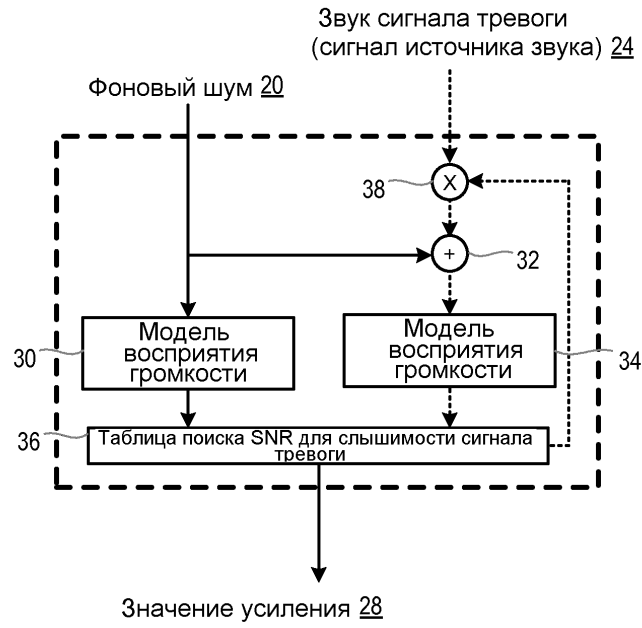 Звук сигнала тревоги
(сигнал источника звука) 24
Фоновый шум 20
X
38
+
32
Модель
восприятия
громкости
30
Модель
восприятия
громкости
34
36
Таблица поиска SNR для слышимости сигнала
тревоги
Значение усиления 28